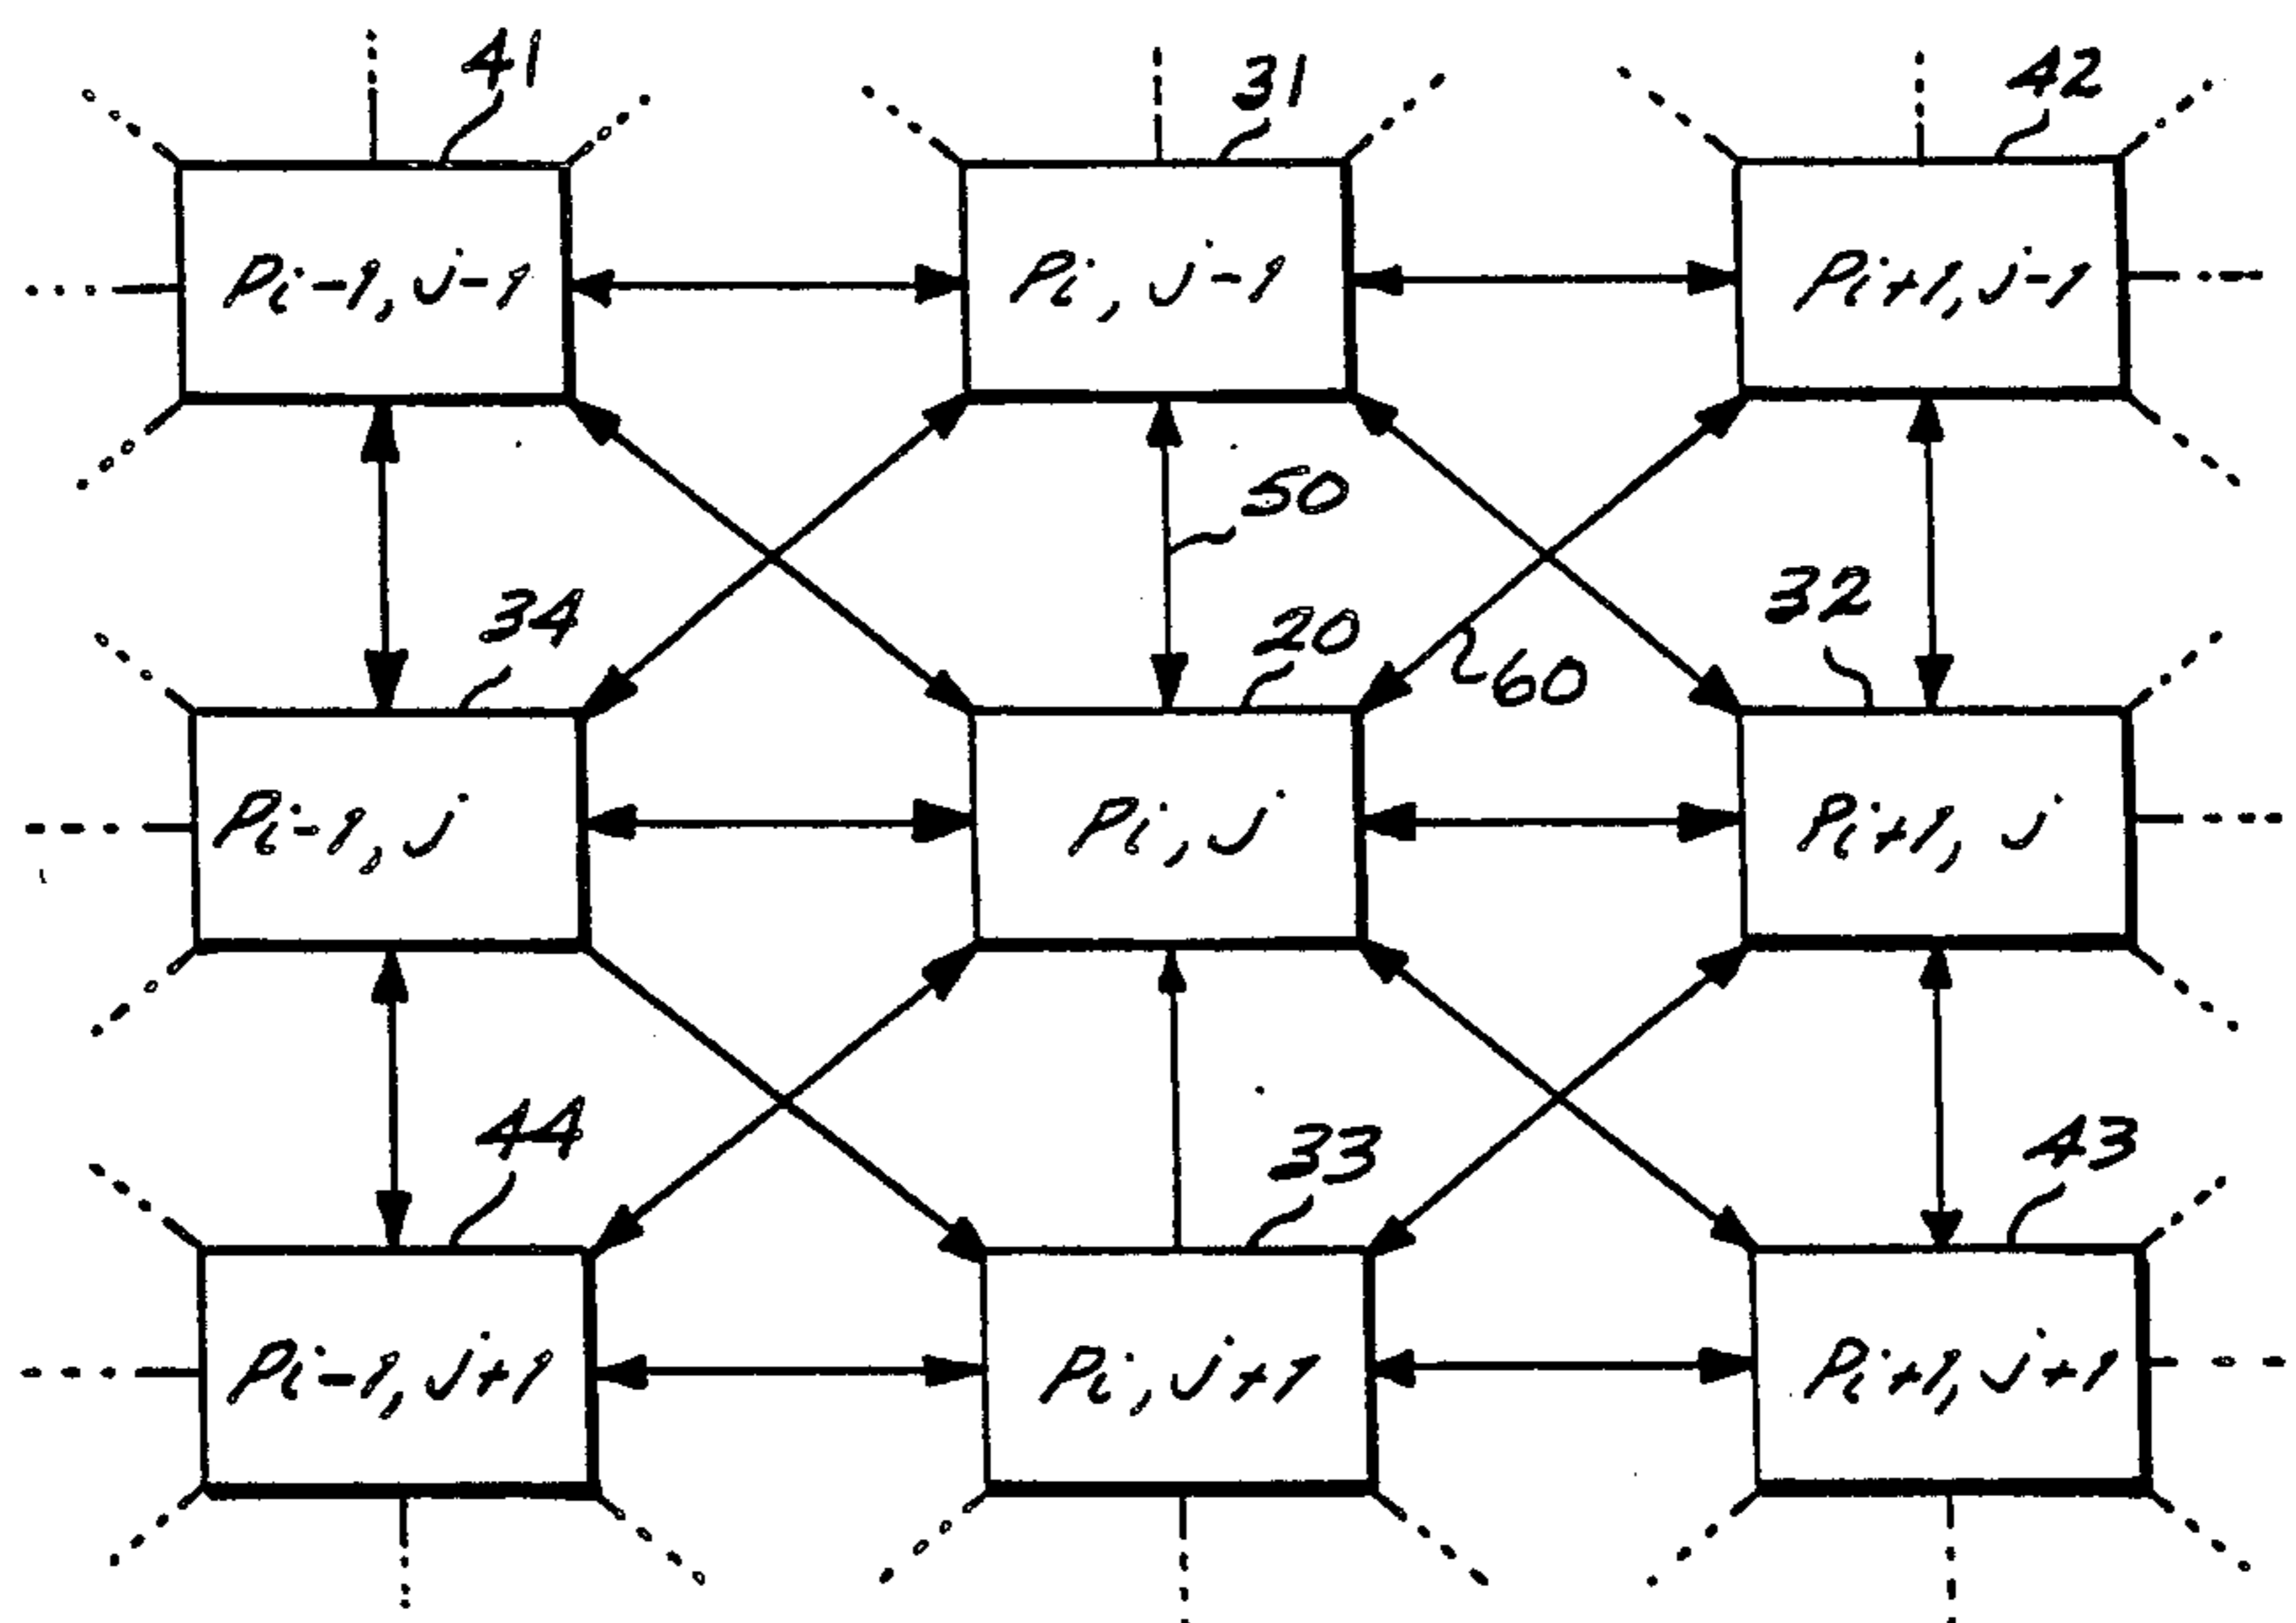 41
31
42
Pi-1, j-1
Pi, j-1
Pi+1, j-1
50
34
20
60
32
Pi-1, j
Pi, j
Pi+1, j
44
33
43
Pi-1, j+1
Pi, j+1
Pi+1, j+1